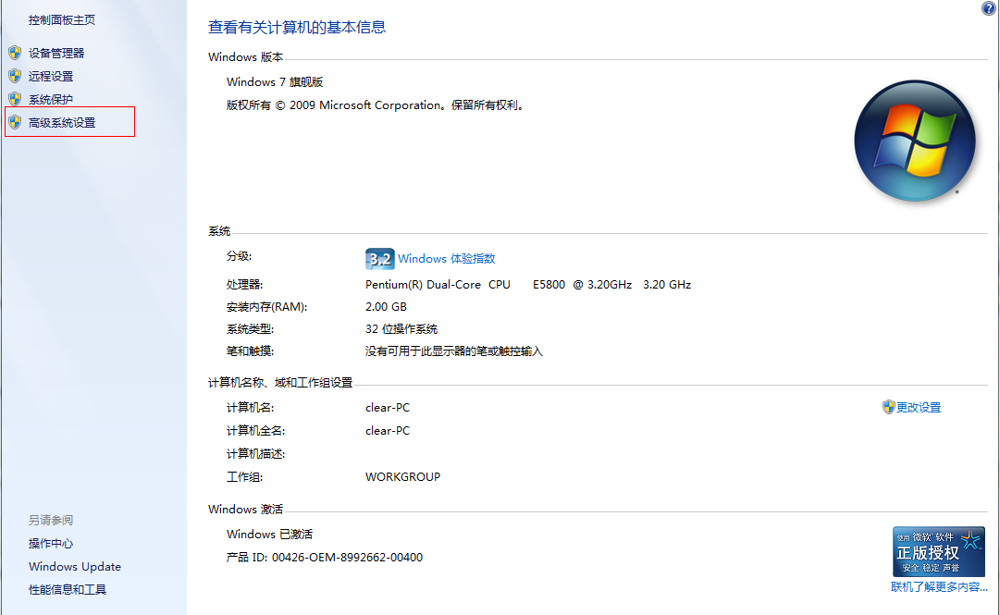 控制面板主页
设备管理器
远程设置
系统保护
高级系统设置
另请参阅
操作中心
Windows Update
性能信息和工具
查看有关计算机的基本信息
Windows 版本
Windows 7 旗舰版
版权所有 © 2009 Microsoft Corporation。保留所有权利。
系统
分级: 3.2 Windows 体验指数
处理器: Pentium(R) Dual-Core CPU E5800 @ 3.20GHz 3.20 GHz
安装内存(RAM): 2.00 GB
系统类型: 32 位操作系统
笔和触摸: 没有可用于此显示器的笔或触控输入
计算机名称、域和工作组设置
计算机名: clear-PC 更改设置
计算机全名: clear-PC
计算机描述:
工作组: WORKGROUP
Windows 激活
Windows 已激活
产品 ID: 00426-OEM-8992662-00400
使用 微软 软件
正版授权
安全 稳定 声誉
联机了解更多内容...